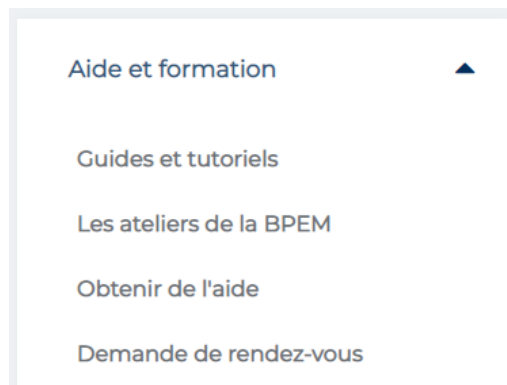 Aide et formation
Guides et tutoriels
Les ateliers de la BPEM
Obtenir de l'aide
Demande de rendez-vous